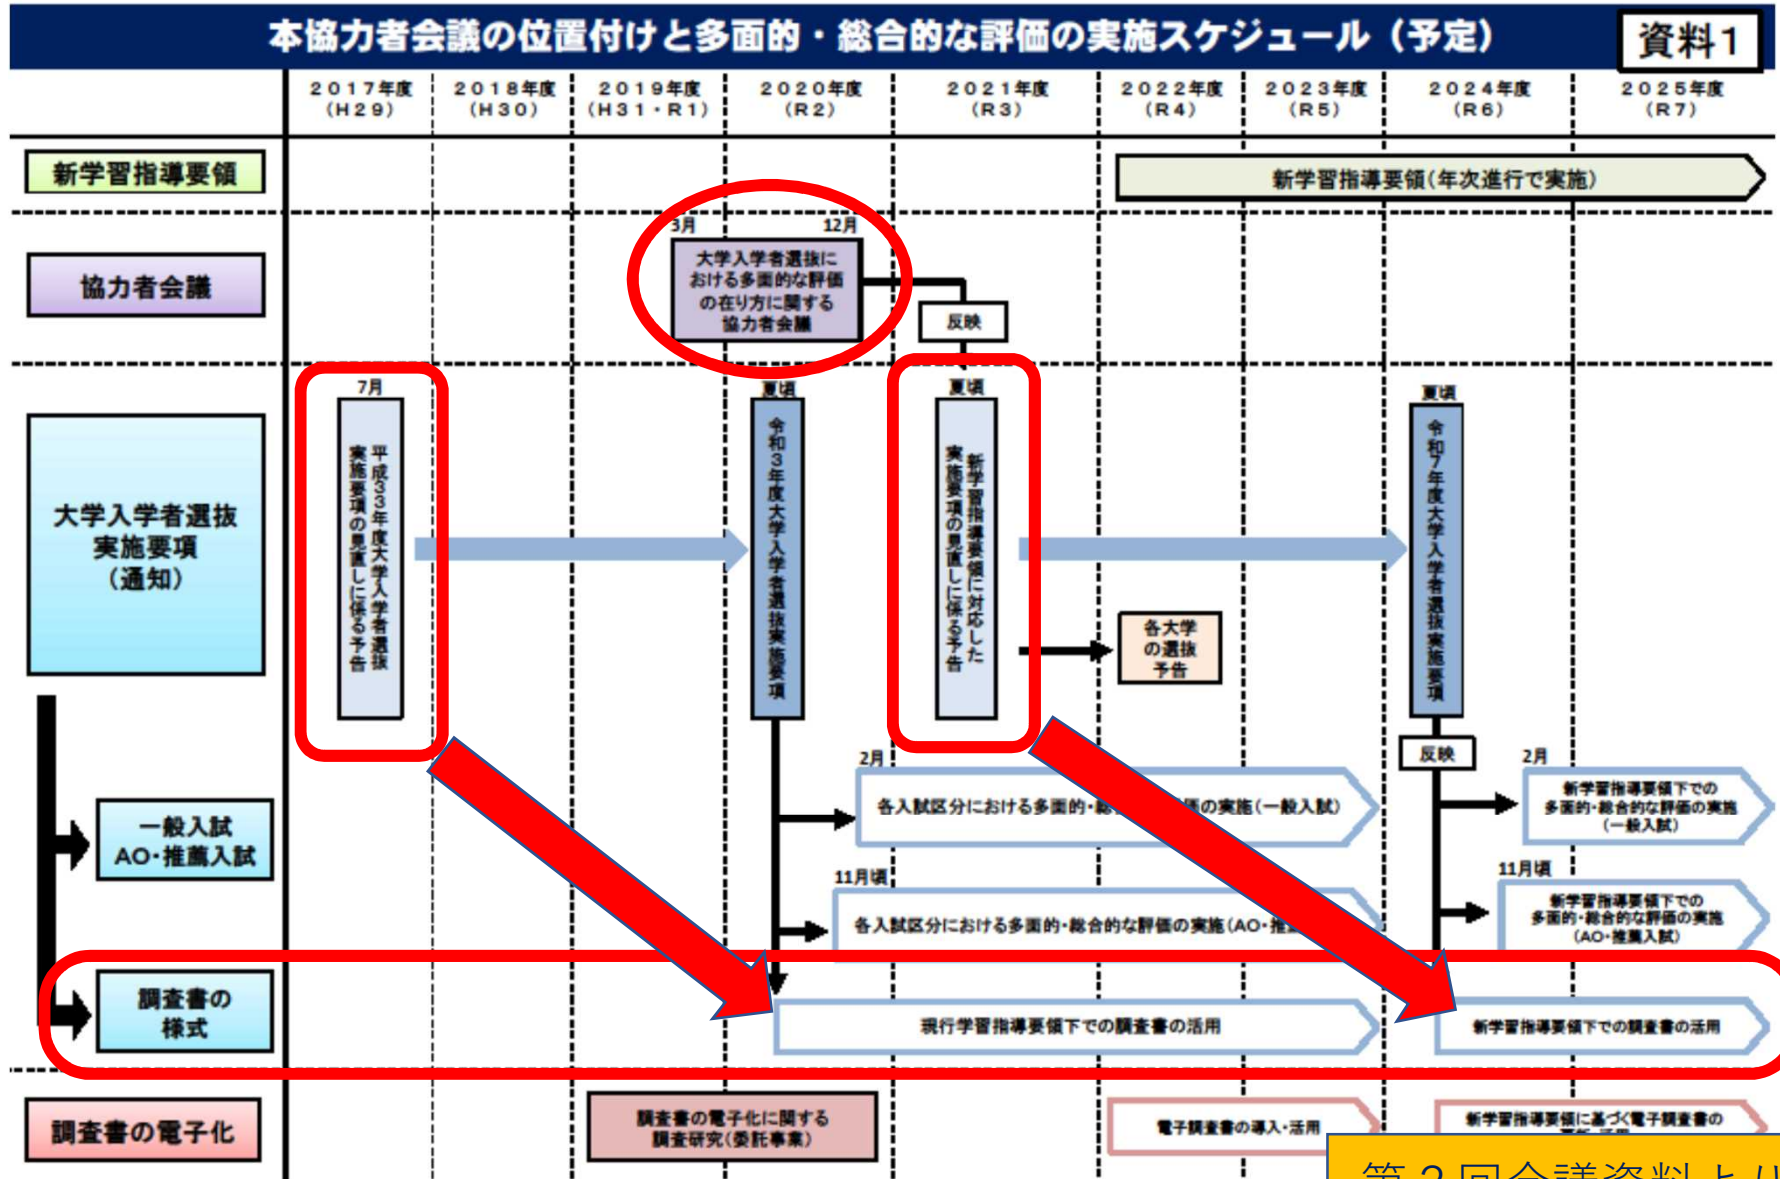 本協力者会議の位置付けと多面的・総合的な評価の実施スケジュール（予定）
資料1
2017年度
(H29)
2018年度
(H30)
2019年度
(H31・R1)
2020年度
(R2)
2021年度
(R3)
2022年度
(R4)
2023年度
(R5)
2024年度
(R6)
2025年度
(R7)
新学習指導要領
新学習指導要領(年次進行で実施)
協力者会議
3月
12月
大学入学者選抜に
おける多面的な評価
の在り方に関する
協力者会議
反映
大学入学者選抜
実施要項
（通知）
7月
平成33年度大学入学者選抜
実施要項の見直しに係る予告
夏頃
令和3年度大学入学者選抜実施要項
夏頃
新学習指導要領に対応した
実施要項の見直しに係る予告
各大学
の選抜
予告
夏頃
令和7年度大学入学者選抜実施要項
反映
一般入試
AO・推薦入試
2月
各入試区分における多面的・総
価の実施(一般入試)
2月
新学習指導要領下での
多面的・総合的な評価の実施
(一般入試)
11月頃
各入試区分における多面的・総合的な評価の実施(AO・推
11月頃
新学習指導要領下での
多面的・総合的な評価の実施
(AO・推薦入試)
調査書の
様式
現行学習指導要領下での調査書の活用
新学習指導要領下での調査書の活用
調査書の電子化
調査書の電子化に関する
調査研究(委託事業)
電子調査書の導入・活用
新学習指導要領に基づく電子調査書の